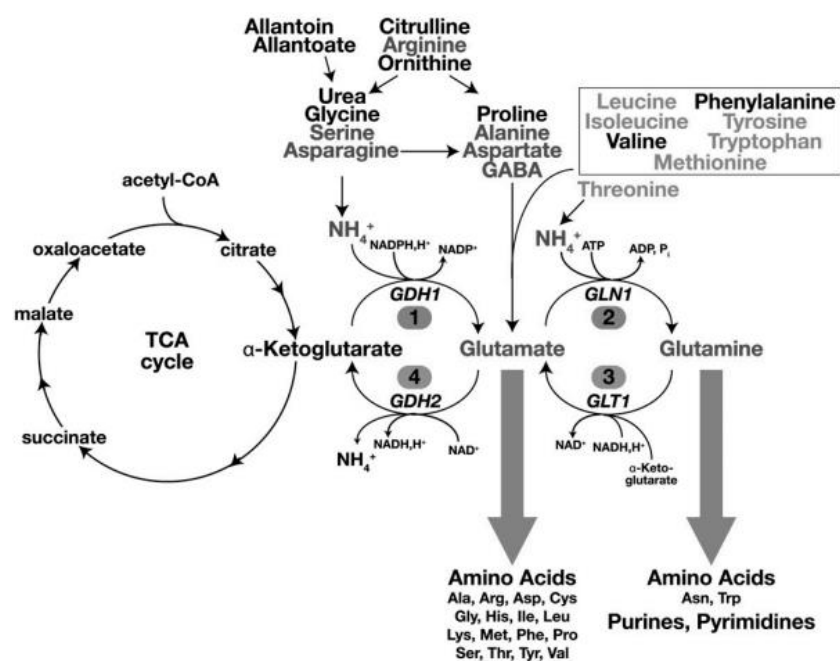 Allantoin
Allantoate
Citrulline
Arginine
Ornithine
Urea
Glycine
Serine
Asparagine
Proline
Alanine
Aspartate
GABA
Leucine Phenylalanine
Isoleucine Tyrosine
Valine Tryptophan
Methionine
Threonine
acetyl-CoA
oxaloacetate
citrate
malate
TCA
cycle
succinate
α-Ketoglutarate
NH₄⁺
NADPH,H⁺
NADP⁺
GDH1
1
4
GDH2
NH₄⁺
NADH,H⁺
NAD⁺
Glutamate
NH₄⁺
ATP
ADP, Pᵢ
GLN1
2
3
GLT1
NAD⁺
NADH,H⁺
α-Keto-
glutarate
Glutamine
Amino Acids
Ala, Arg, Asp, Cys
Gly, His, Ile, Leu
Lys, Met, Phe, Pro
Ser, Thr, Tyr, Val
Amino Acids
Asn, Trp
Purines, Pyrimidines